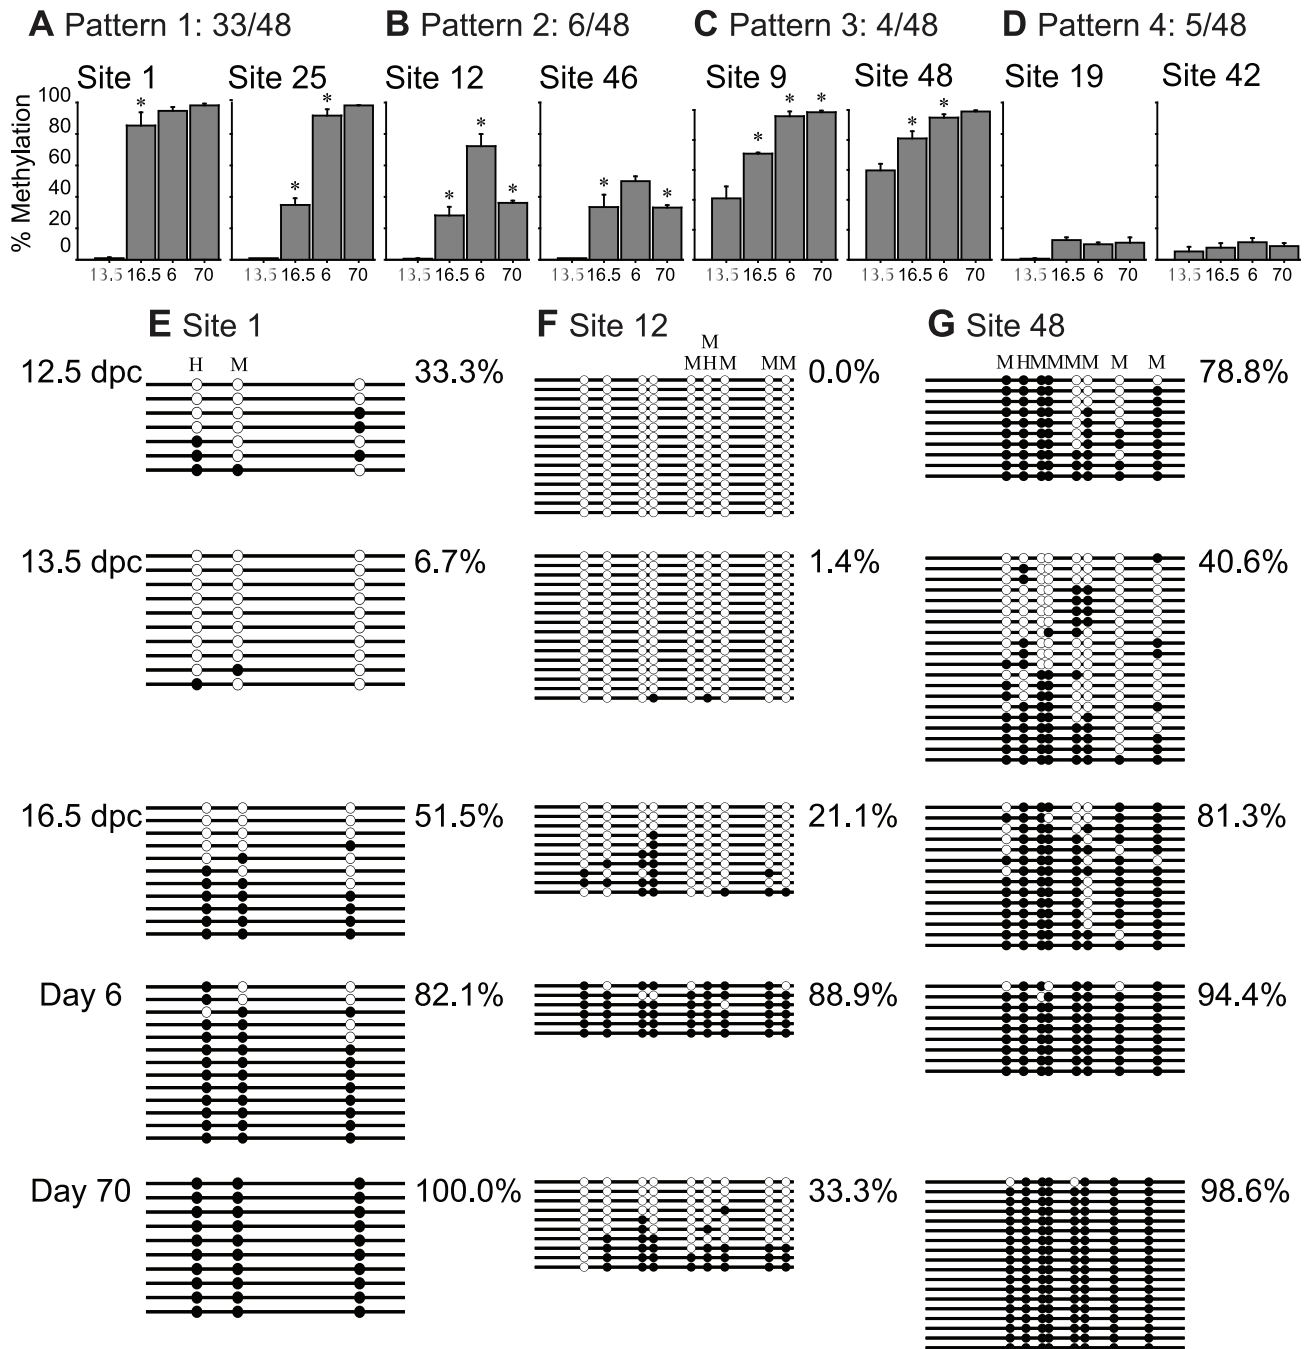 A Pattern 1: 33/48 B Pattern 2: 6/48 C Pattern 3: 4/48 D Pattern 4: 5/48
Site 1 Site 25 Site 12 Site 46 Site 9 Site 48 Site 19 Site 42
% Methylation
100
80
60
40
20
0
* * * * * * * * * * * *
13.5 16.5 6 70 13.5 16.5 6 70 13.5 16.5 6 70 13.5 16.5 6 70 13.5 16.5 6 70 13.5 16.5 6 70 13.5 16.5 6 70 13.5 16.5 6 70
E Site 1 F Site 12 G Site 48
M
H M MHM MM MHMMMM M M
12.5 dpc 33.3% 0.0% 78.8%
13.5 dpc 6.7% 1.4% 40.6%
16.5 dpc 51.5% 21.1% 81.3%
Day 6 82.1% 88.9% 94.4%
Day 70 100.0% 33.3% 98.6%